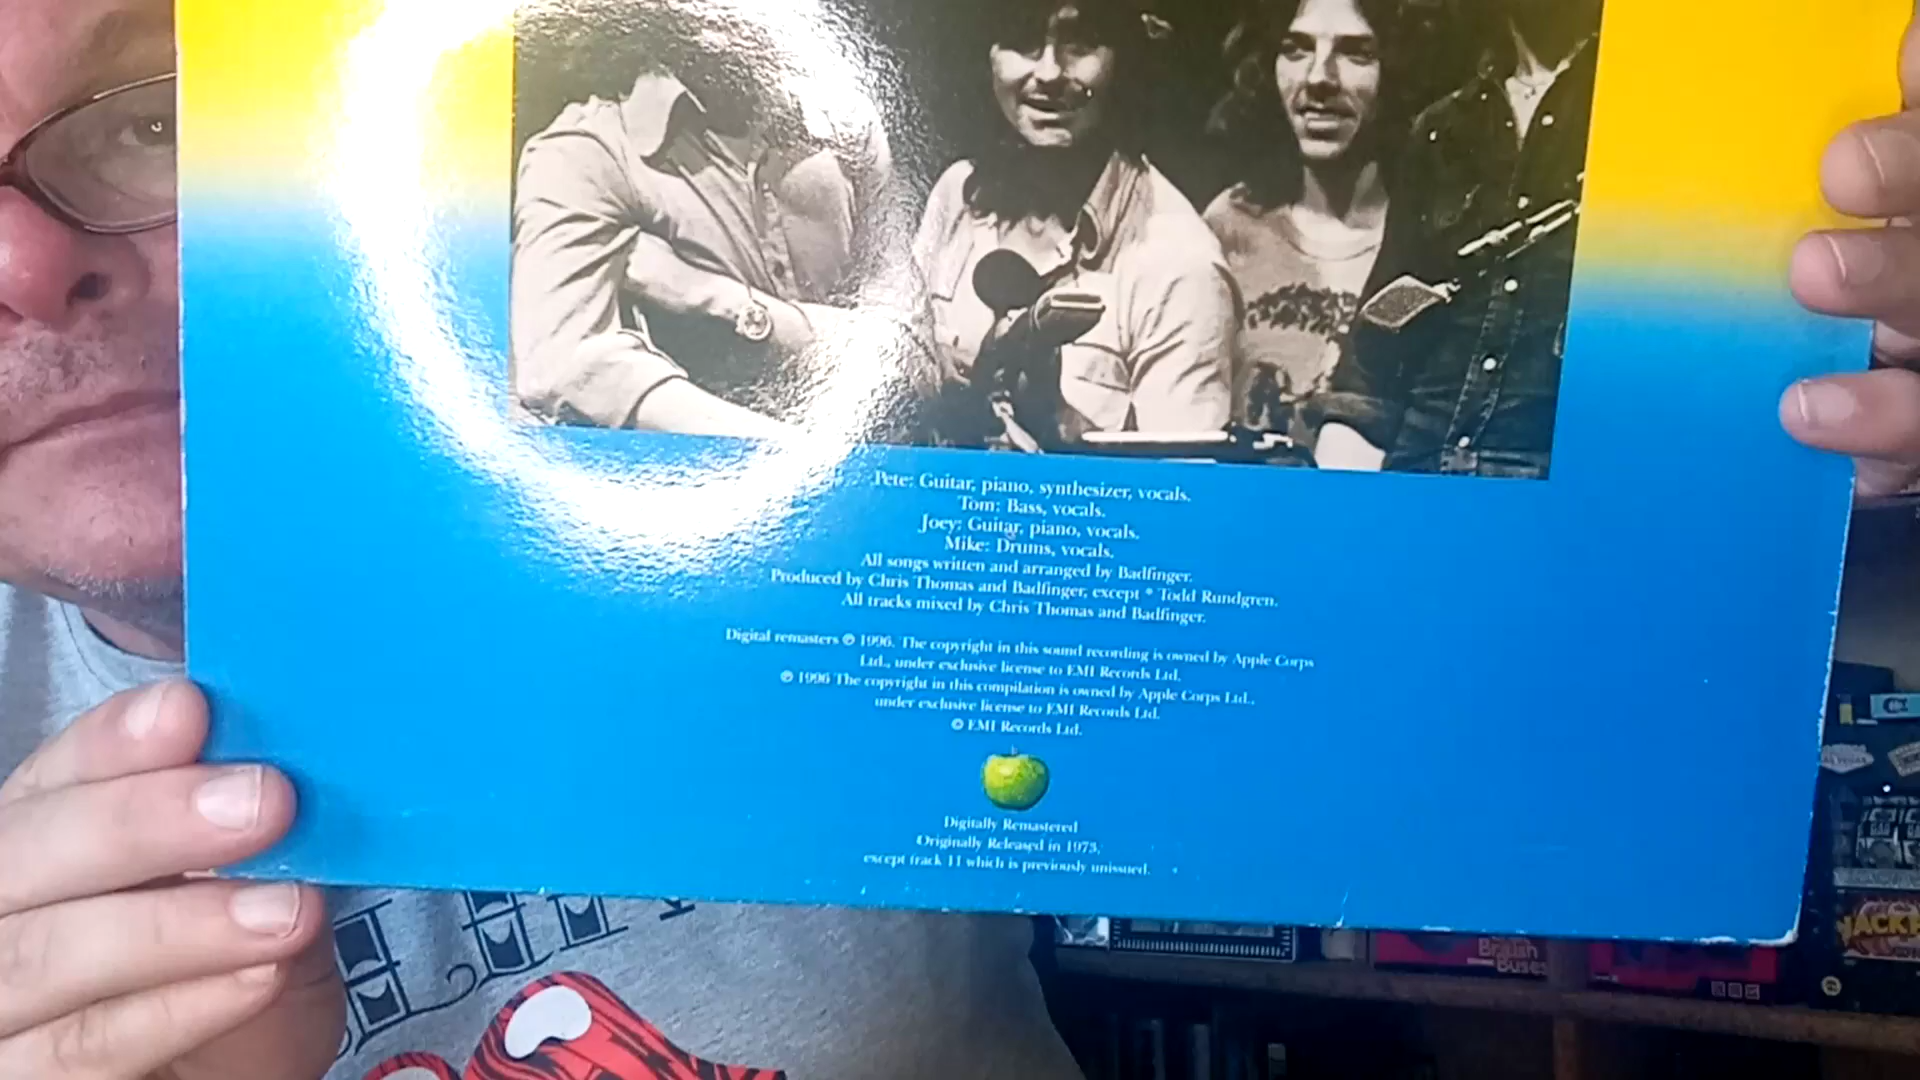 Pete: Guitar, piano, synthesizer, vocals.
Tom: Bass, vocals.
Joey: Guitar, piano, vocals.
Mike: Drums, vocals.
All songs written and arranged by Badfinger.
Produced by Chris Thomas and Badfinger, except * Todd Rundgren.
All tracks mixed by Chris Thomas and Badfinger.
Digital remasters ℗ 1996. The copyright in this sound recording is owned by Apple Corps
Ltd., under exclusive license to EMI Records Ltd.
℗ 1996 The copyright in this compilation is owned by Apple Corps Ltd.,
under exclusive license to EMI Records Ltd.
© EMI Records Ltd.
Digitally Remastered
Originally Released in 1973,
except track 11 which is previously unissued.
British
Buses